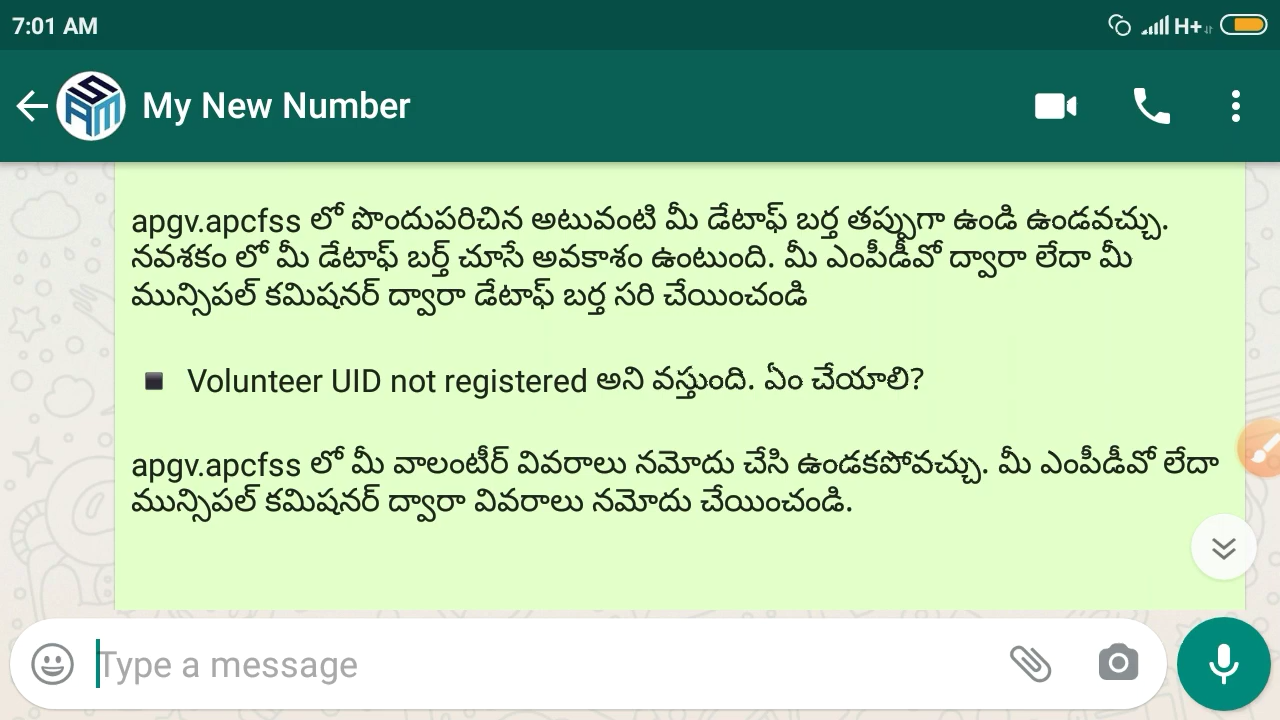 7:01 AM
H+
SAM
My New Number
apgv.apcfss లో పొందుపరిచిన అటువంటి మీ డేటాఫ్ బర్త తప్పుగా ఉండి ఉండవచ్చు.
నవశకం లో మీ డేటాఫ్ బర్త్ చూసే అవకాశం ఉంటుంది. మీ ఎంపీడీవో ద్వారా లేదా మీ
మున్సిపల్ కమిషనర్ ద్వారా డేటాఫ్ బర్త సరి చేయించండి
▪ Volunteer UID not registered అని వస్తుంది. ఏం చేయాలి?
apgv.apcfss లో మీ వాలంటీర్ వివరాలు నమోదు చేసి ఉండకపోవచ్చు. మీ ఎంపీడీవో లేదా
మున్సిపల్ కమిషనర్ ద్వారా వివరాలు నమోదు చేయించండి.
Type a message